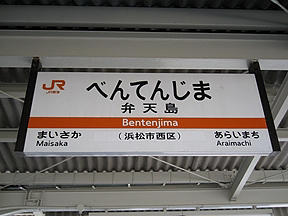 JR
JR東海
べんてんじま
弁天島
Bentenjima
まいさか (浜松市西区) あらいまち
Maisaka Araimachi